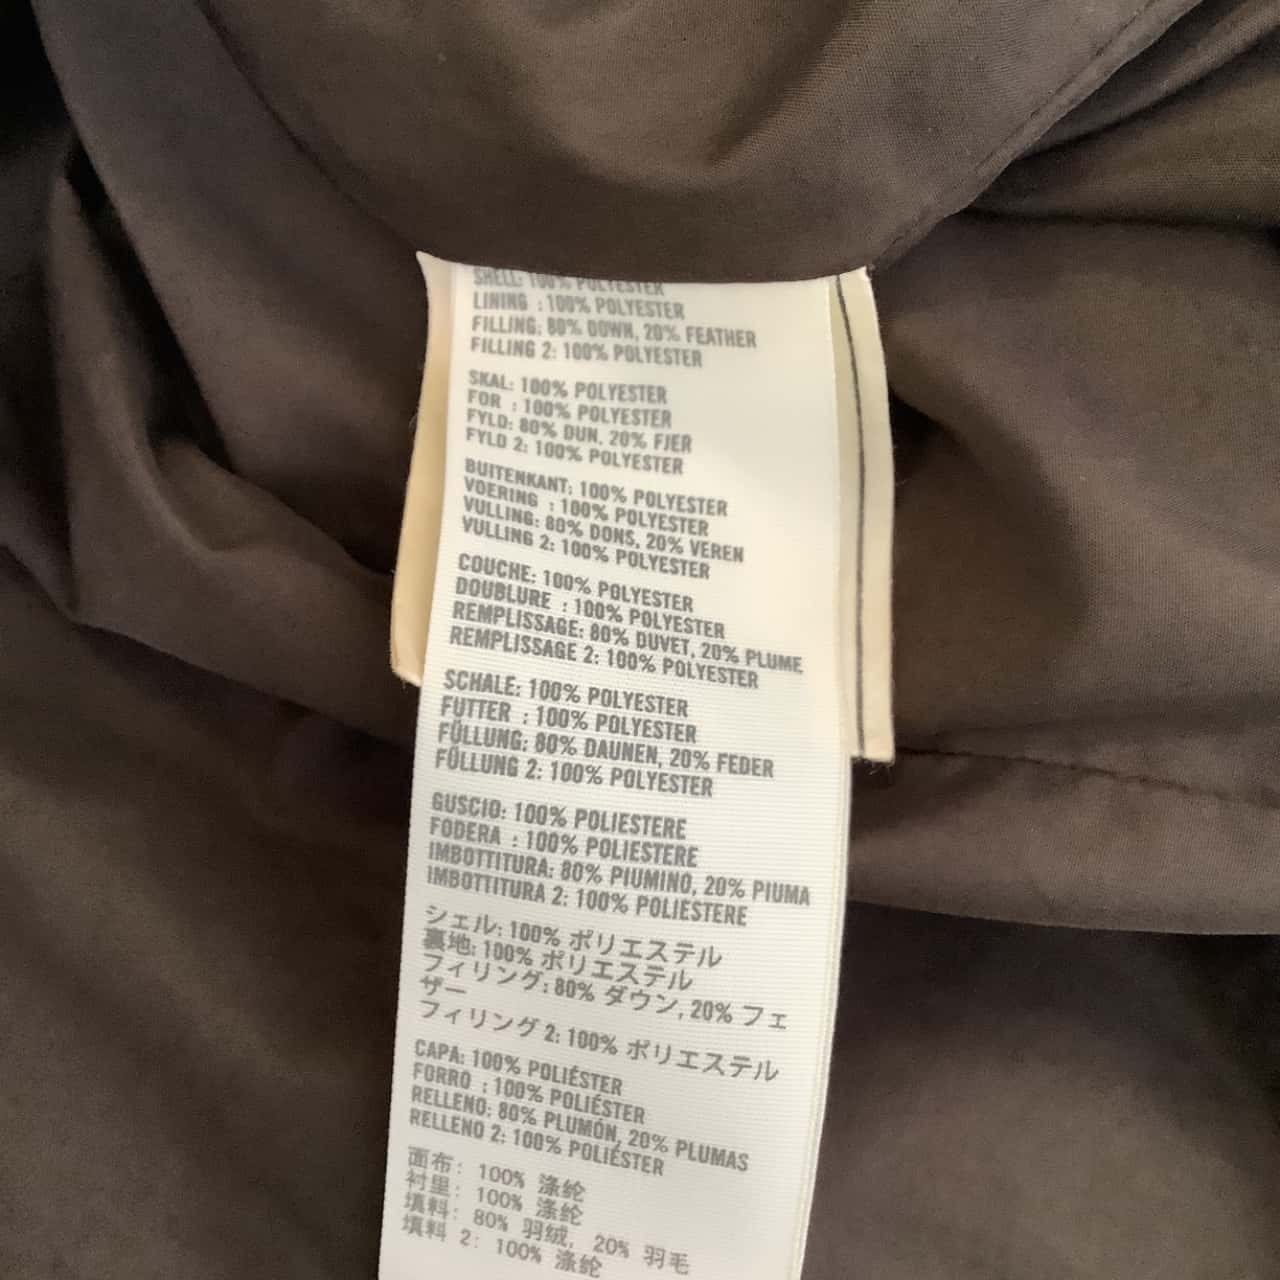 SHELL: 100% POLYESTER
LINING : 100% POLYESTER
FILLING: 80% DOWN, 20% FEATHER
FILLING 2: 100% POLYESTER
SKAL: 100% POLYESTER
FOR : 100% POLYESTER
FYLD: 80% DUN, 20% FJER
FYLD 2: 100% POLYESTER
BUITENKANT: 100% POLYESTER
VOERING : 100% POLYESTER
VULLING: 80% DONS, 20% VEREN
VULLING 2: 100% POLYESTER
COUCHE: 100% POLYESTER
DOUBLURE : 100% POLYESTER
REMPLISSAGE: 80% DUVET, 20% PLUME
REMPLISSAGE 2: 100% POLYESTER
SCHALE: 100% POLYESTER
FUTTER : 100% POLYESTER
FÜLLUNG: 80% DAUNEN, 20% FEDER
FÜLLUNG 2: 100% POLYESTER
GUSCIO: 100% POLIESTERE
FODERA : 100% POLIESTERE
IMBOTTITURA: 80% PIUMINO, 20% PIUMA
IMBOTTITURA 2: 100% POLIESTERE
シェル: 100% ポリエステル
裏地: 100% ポリエステル
フィリング: 80% ダウン, 20% フェ
ザー
フィリング 2: 100% ポリエステル
CAPA: 100% POLIÉSTER
FORRO : 100% POLIÉSTER
RELLENO: 80% PLUMÓN, 20% PLUMAS
RELLENO 2: 100% POLIÉSTER
面布: 100% 涤纶
衬里: 100% 涤纶
填料: 80% 羽绒, 20% 羽毛
填料 2: 100% 涤纶